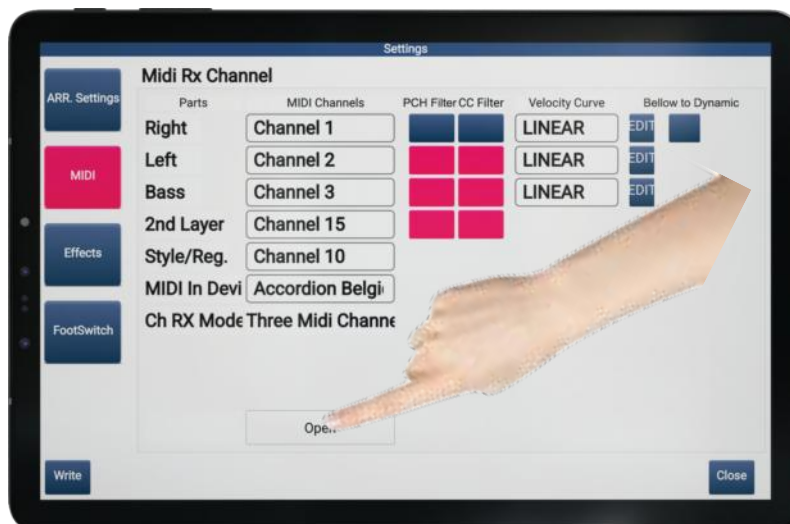 Settings
Midi Rx Channel
Parts MIDI Channels PCH Filter CC Filter Velocity Curve Bellow to Dynamic
Right Channel 1 LINEAR EDIT
Left Channel 2 LINEAR EDIT
Bass Channel 3 LINEAR EDIT
2nd Layer Channel 15
Style/Reg. Channel 10
MIDI In Devi Accordion Belgi
Ch RX Mode Three Midi Channe
Open
ARR. Settings
MIDI
Effects
FootSwitch
Write
Close